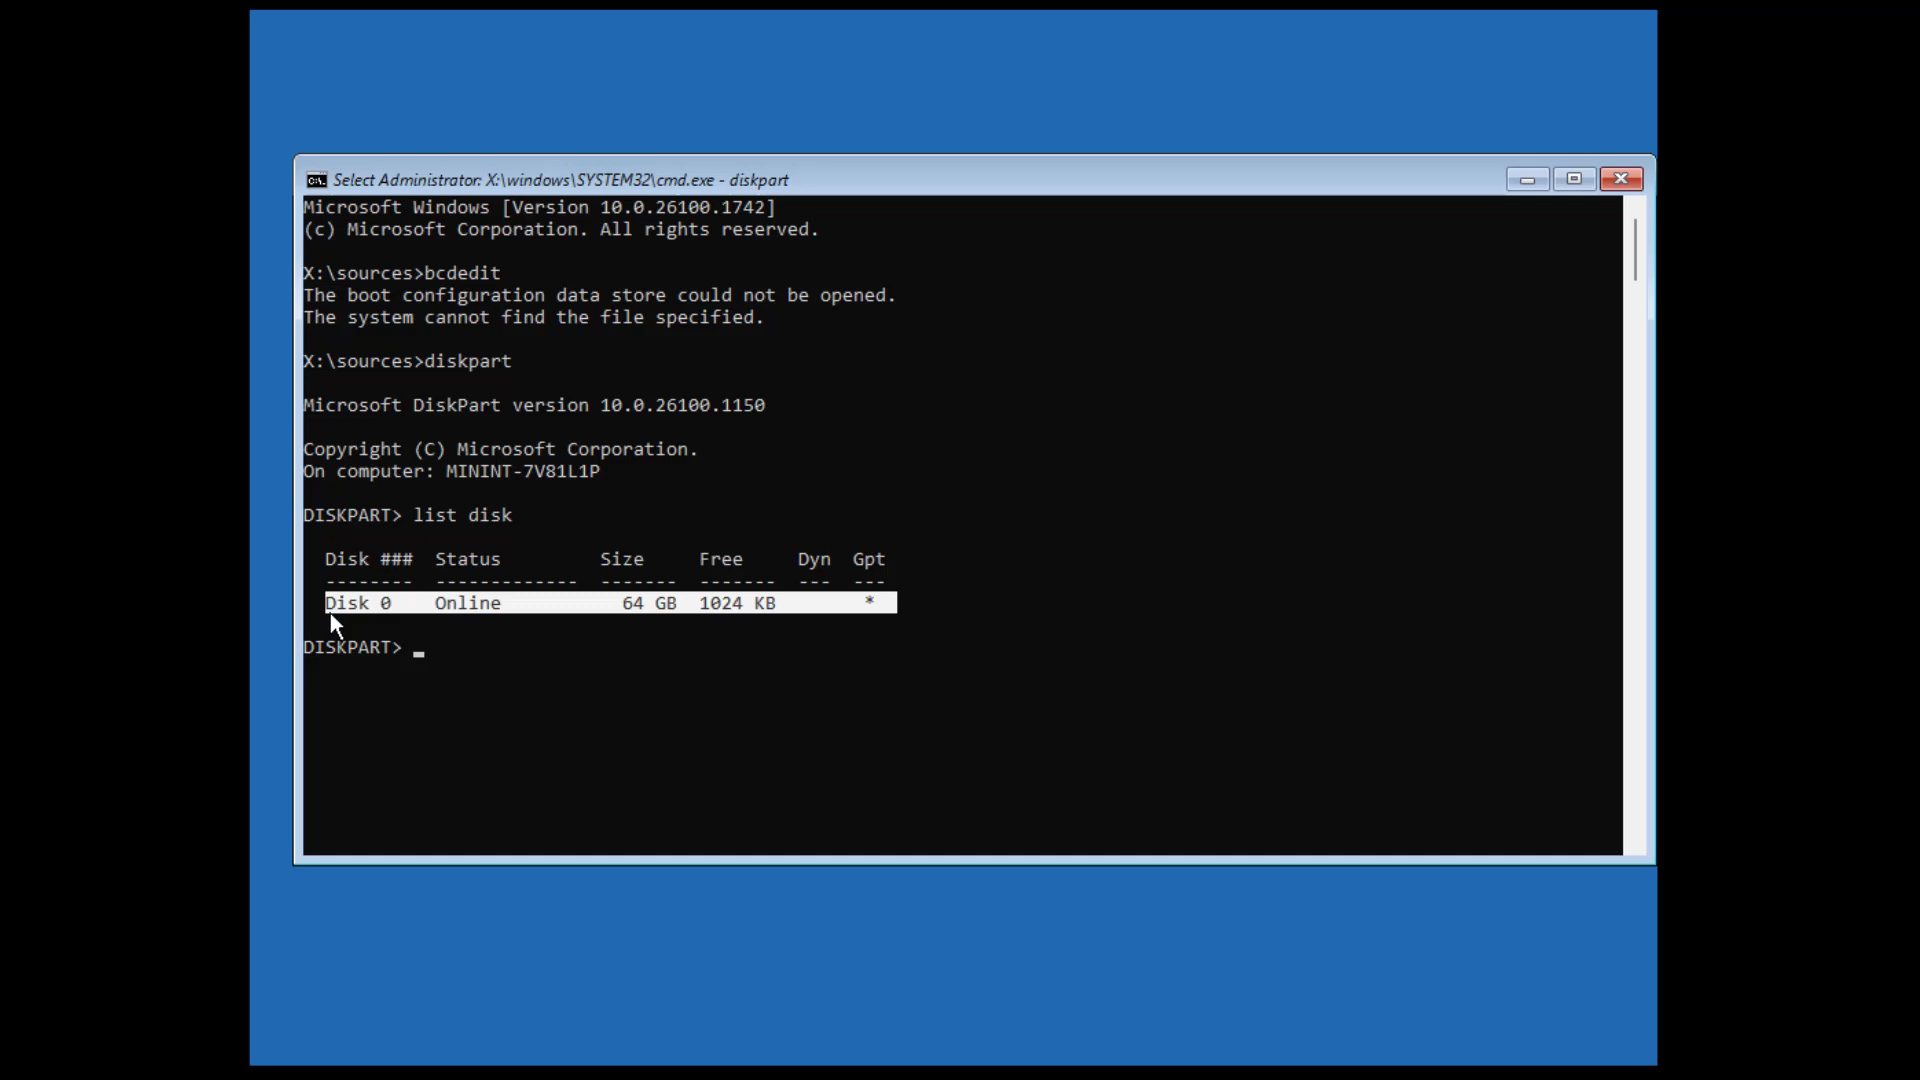 Select Administrator: X:\windows\SYSTEM32\cmd.exe - diskpart
Microsoft Windows [Version 10.0.26100.1742]
(c) Microsoft Corporation. All rights reserved.
X:\sources>bcdedit
The boot configuration data store could not be opened.
The system cannot find the file specified.
X:\sources>diskpart
Microsoft DiskPart version 10.0.26100.1150
Copyright (C) Microsoft Corporation.
On computer: MININT-7V81L1P
DISKPART> list disk
  Disk ###  Status         Size     Free     Dyn  Gpt
  --------  -------------  -------  -------  ---  ---
  Disk 0    Online           64 GB  1024 KB        *
DISKPART> _